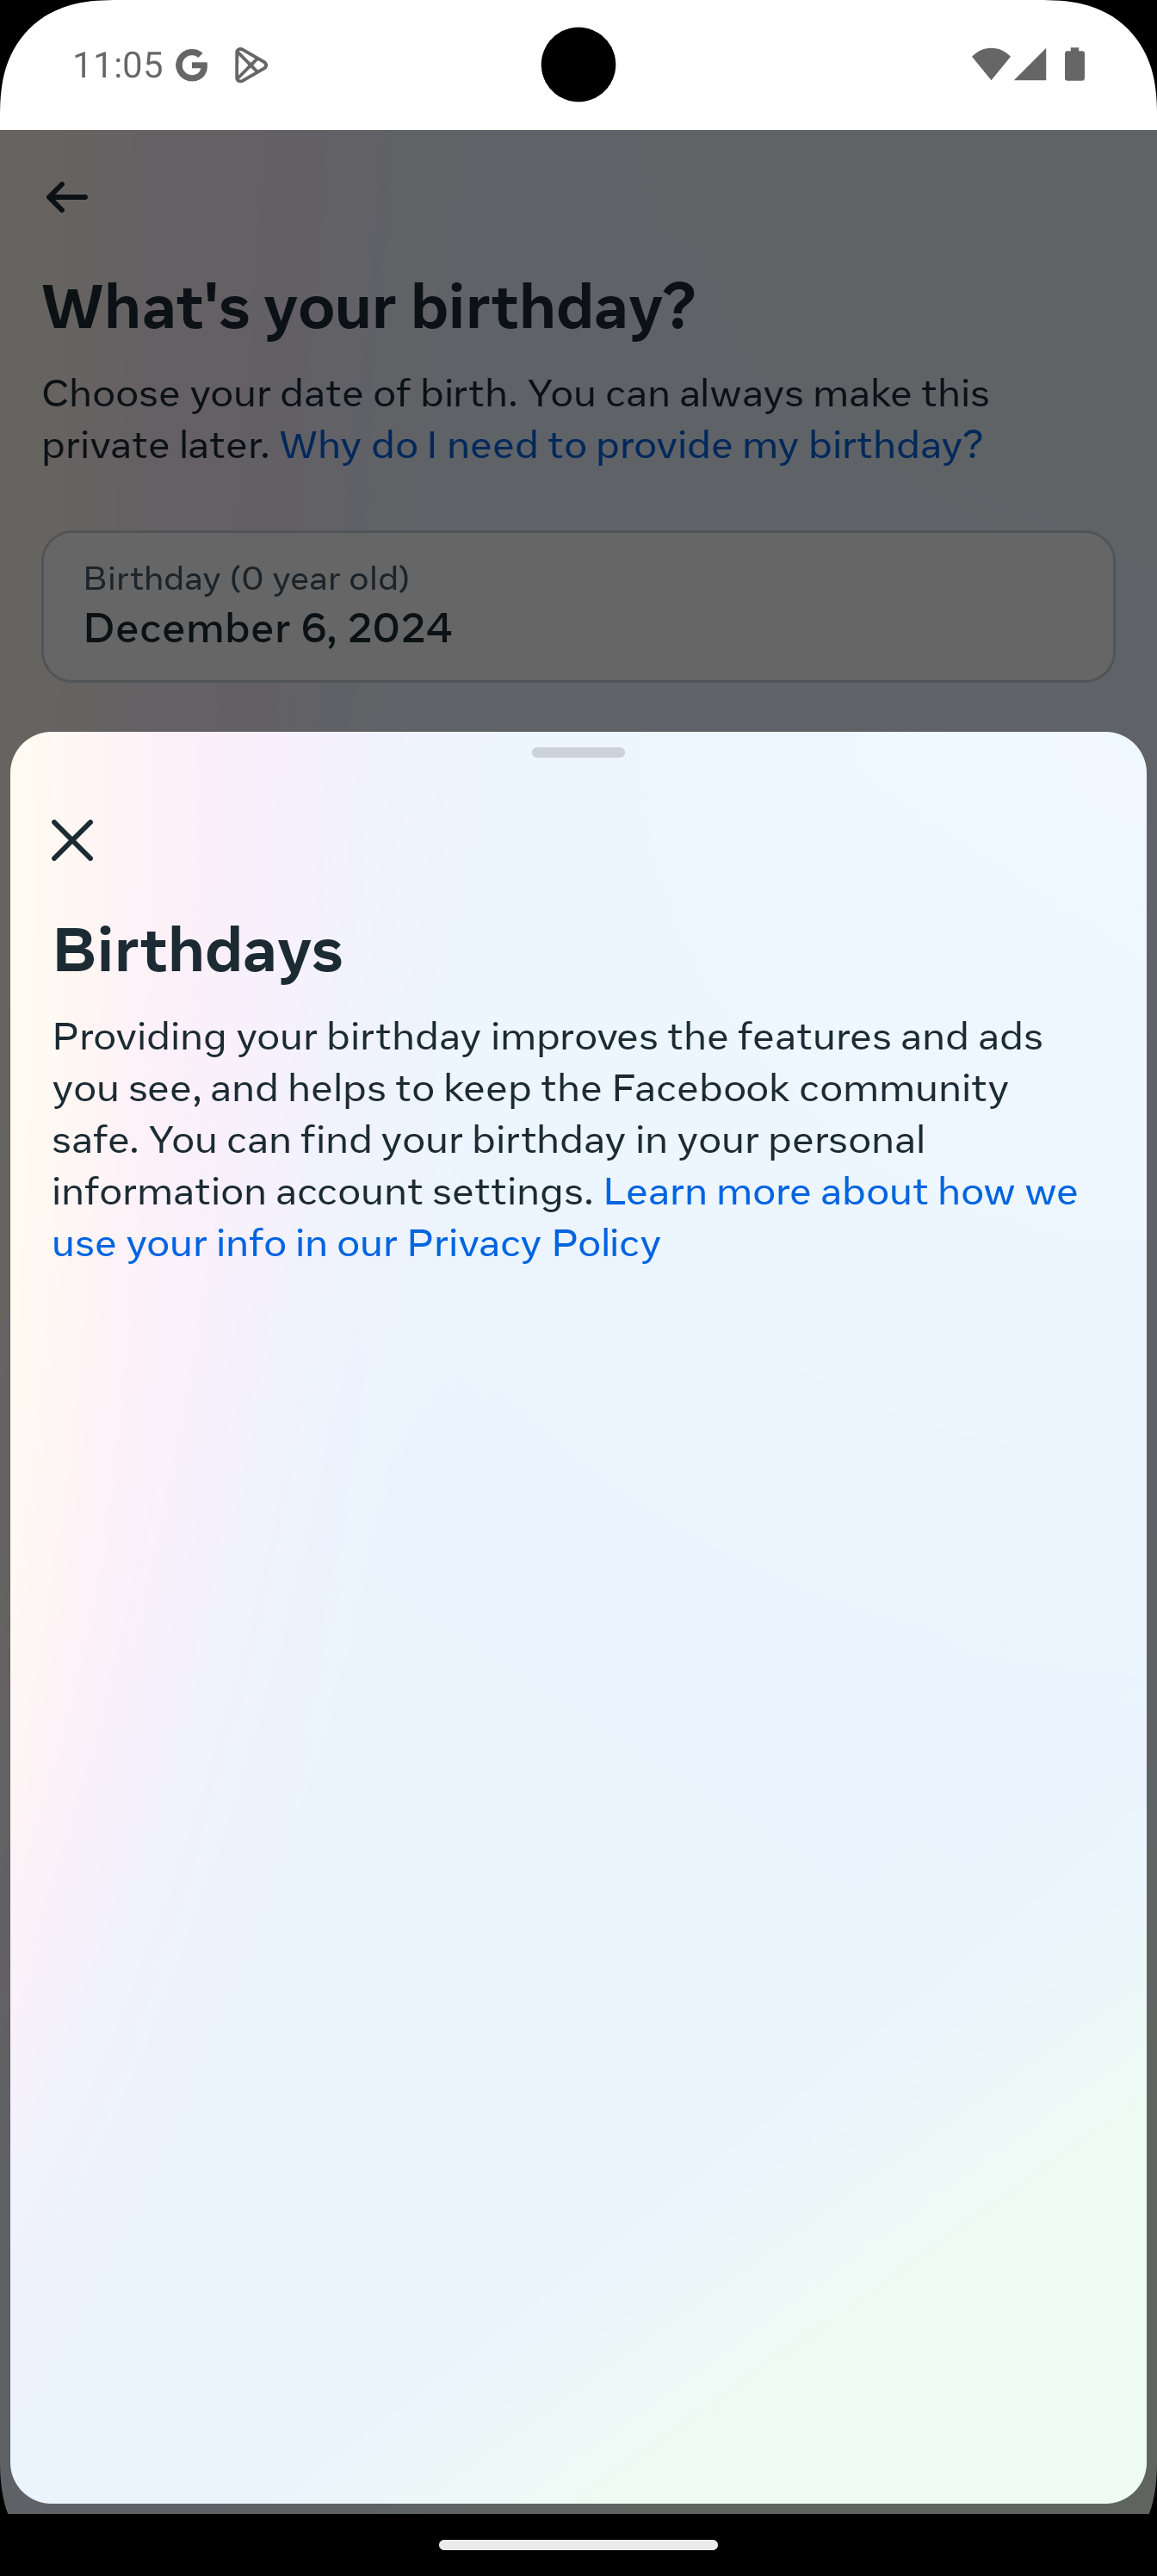 11:05
What's your birthday?
Choose your date of birth. You can always make this
private later. Why do I need to provide my birthday?
Birthday (0 year old)
December 6, 2024
Birthdays
Providing your birthday improves the features and ads
you see, and helps to keep the Facebook community
safe. You can find your birthday in your personal
information account settings. Learn more about how we
use your info in our Privacy Policy